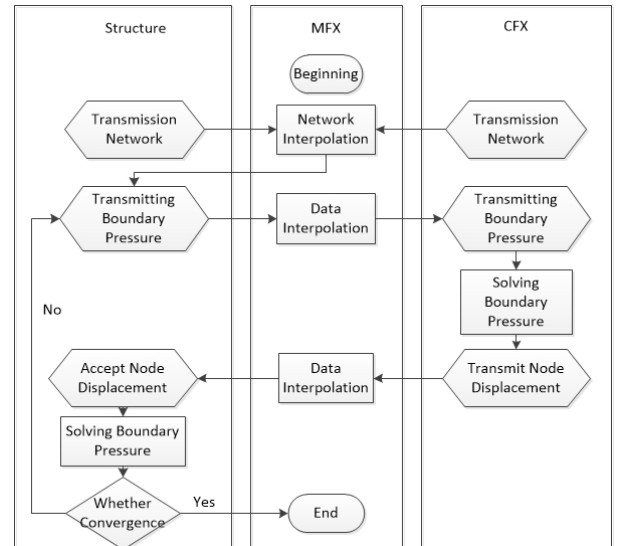 Structure
MFX
CFX
Beginning
Transmission
Network
Network
Interpolation
Transmission
Network
Transmitting
Boundary
Pressure
Data
Interpolation
Transmitting
Boundary
Pressure
Solving
Boundary
Pressure
No
Accept Node
Displacement
Data
Interpolation
Transmit Node
Displacement
Solving Boundary
Pressure
Whether
Convergence
Yes
End